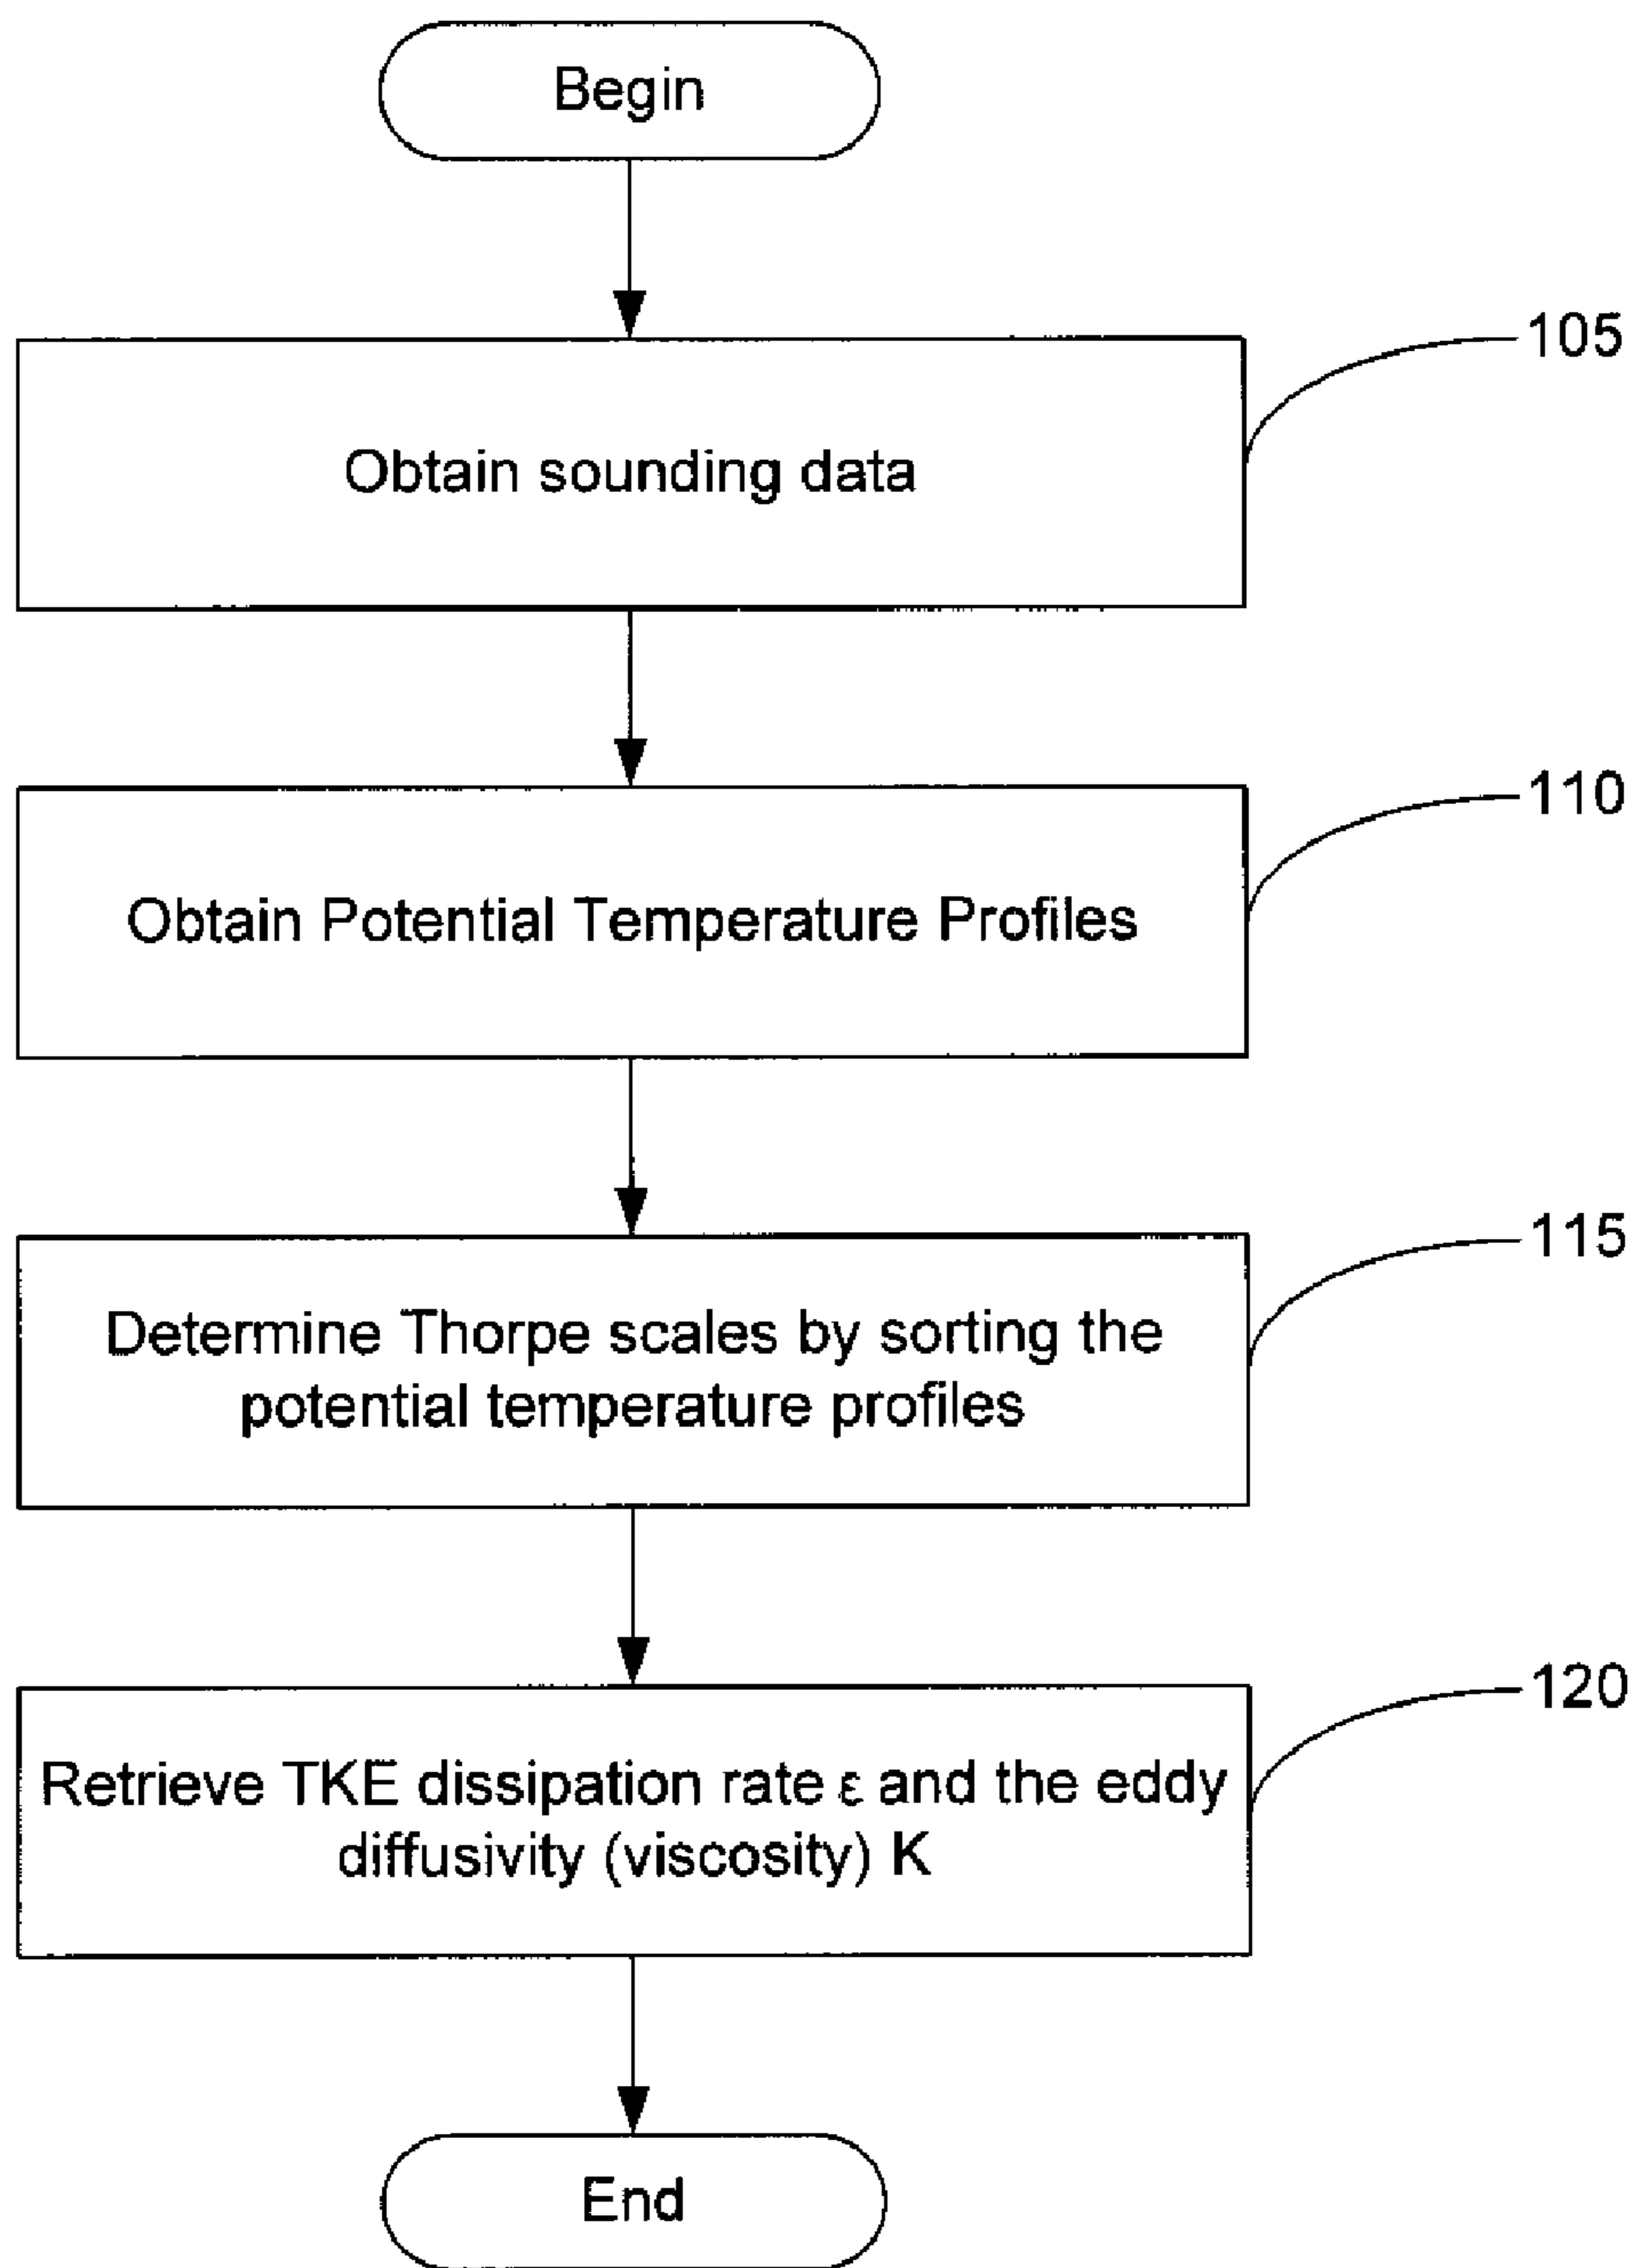 Begin
105
Obtain sounding data
110
Obtain Potential Temperature Profiles
115
Determine Thorpe scales by sorting the
potential temperature profiles
120
Retrieve TKE dissipation rate ε and the eddy
diffusivity (viscosity) K
End